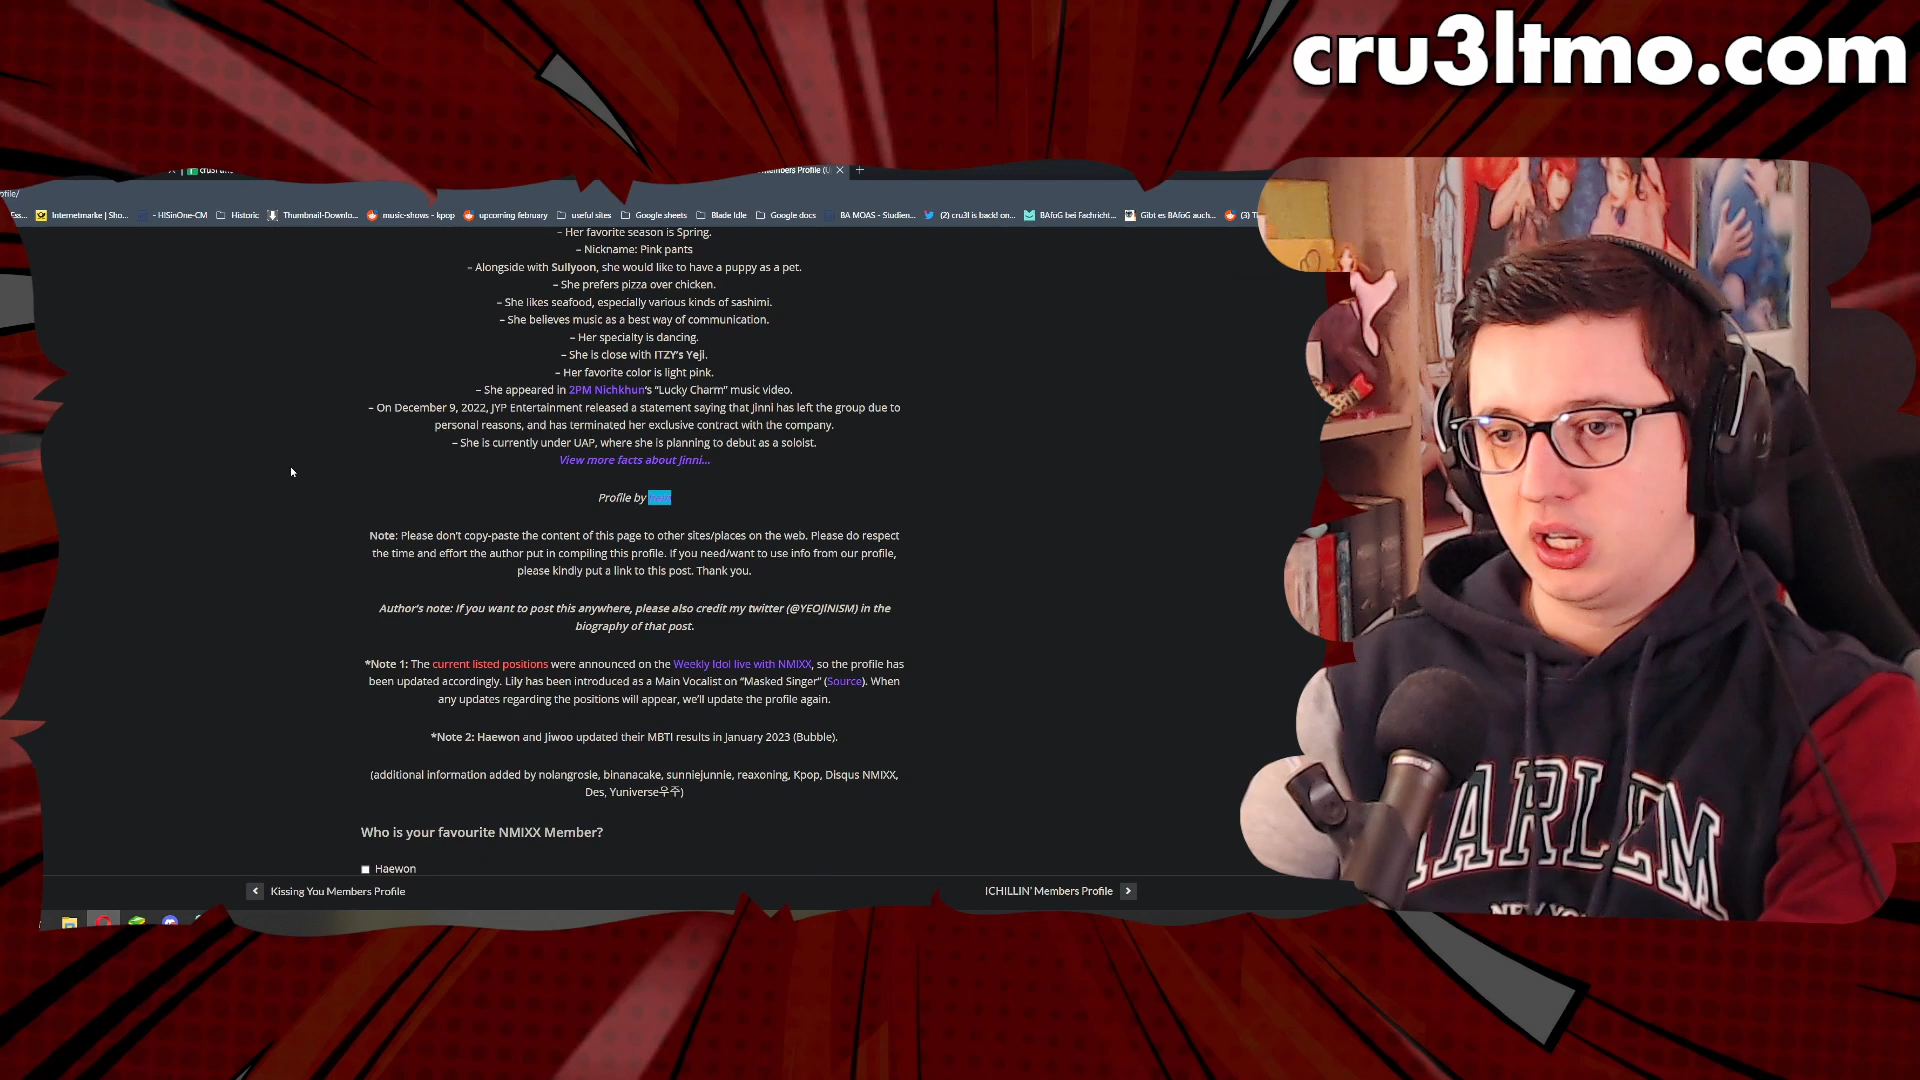 cru3ltmo.com
Members Profile (U
ofile/
Ess...
Internetmarke | Sho...
- HISinOne-CM
Historic
Thumbnail-Downlo...
music-shows - kpop
upcoming february
useful sites
Google sheets
Blade Idle
Google docs
BA MOAS - Studien...
(2) cru3l is back! on...
BAföG bei Fachricht...
Gibt es BAföG auch...
– Her favorite season is Spring.
– Nickname: Pink pants
– Alongside with Sullyoon, she would like to have a puppy as a pet.
– She prefers pizza over chicken.
– She likes seafood, especially various kinds of sashimi.
– She believes music as a best way of communication.
– Her specialty is dancing.
– She is close with ITZY's Yeji.
– Her favorite color is light pink.
– She appeared in 2PM Nichkhun's “Lucky Charm” music video.
– On December 9, 2022, JYP Entertainment released a statement saying that Jinni has left the group due to
personal reasons, and has terminated her exclusive contract with the company.
– She is currently under UAP, where she is planning to debut as a soloist.
View more facts about Jinni...
Profile by
Note: Please don't copy-paste the content of this page to other sites/places on the web. Please do respect
the time and effort the author put in compiling this profile. If you need/want to use info from our profile,
please kindly put a link to this post. Thank you.
Author's note: If you want to post this anywhere, please also credit my twitter (@YEOJlNISM) in the
biography of that post.
*Note 1: The current listed positions were announced on the Weekly Idol live with NMIXX, so the profile has
been updated accordingly. Lily has been introduced as a Main Vocalist on “Masked Singer” (Source). When
any updates regarding the positions will appear, we'll update the profile again.
*Note 2: Haewon and Jiwoo updated their MBTI results in January 2023 (Bubble).
(additional information added by nolangrosie, binanacake, sunniejunnie, reaxoning, Kpop, Disqus NMIXX,
Des, Yuniverse우주)
Who is your favourite NMIXX Member?
Haewon
Kissing You Members Profile
ICHILLIN' Members Profile
HARLEM
NEW YO